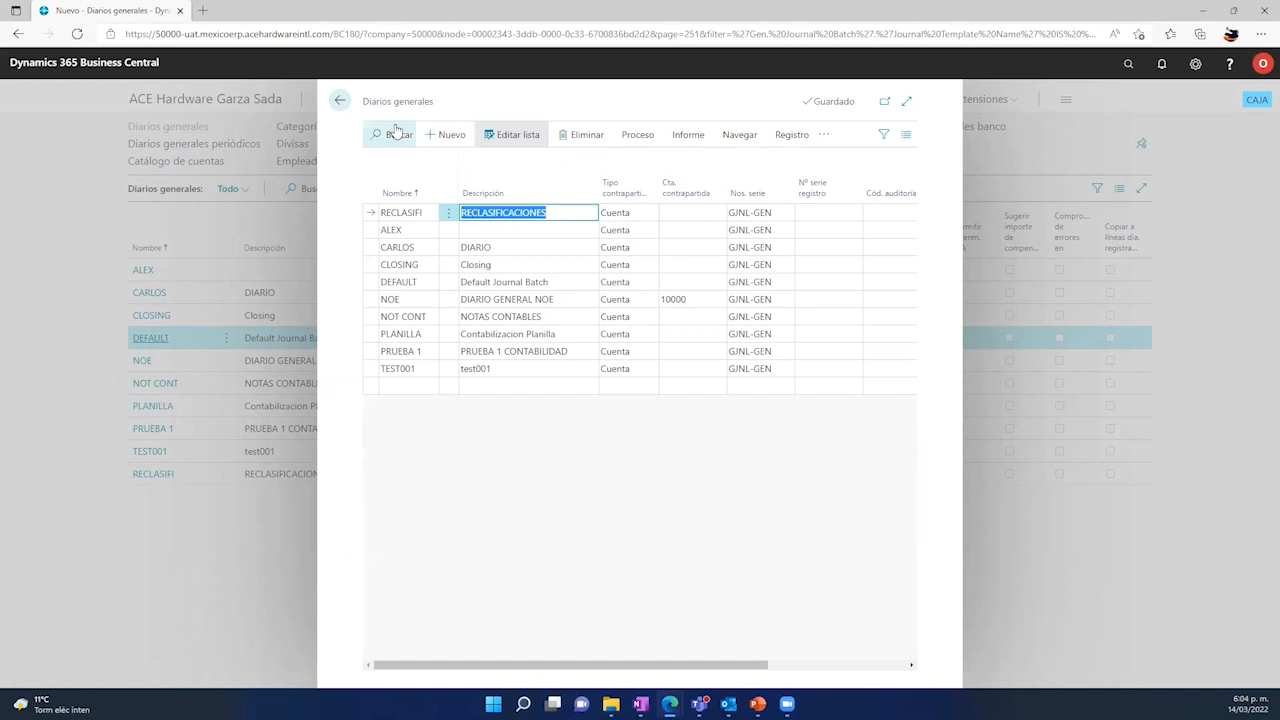 Nuevo - Diarios generales - Dyn
https://50000-uat.mexicoerp.acehardwareintl.com/BC180/?company=50000&node=00002343-3ddb-0000-0c33-6700836bd2d2&page=251&filter=%27Gen.%20Journal%20Batch%27.%27Journal%20Template%20Name%27%20IS%20%...
Dynamics 365 Business Central
ACE Hardware Garza Sada
CAJA
Diarios generales
Diarios generales periódicos
Divisas
Catálogo de cuentas
Diarios generales: Todo
Nombre ↑ Descripción
ALEX
CARLOS DIARIO
CLOSING Closing
DEFAULT Default Journal Ba
NOE DIARIO GENERAL
NOT CONT NOTAS CONTABL
PLANILLA Contabilizacion P
PRUEBA 1 PRUEBA 1 CONTA
TEST001 test001
RECLASIFI RECLASIFICACION
Diarios generales
Guardado
Nuevo Editar lista Eliminar Proceso Informe Navegar Registro ...
Nombre ↑ Descripción Tipo contraparti... Cta. contrapartida Nos. serie Nº serie registro Cód. auditoría
RECLASIFI RECLASIFICACIONES Cuenta GJNL-GEN
ALEX Cuenta GJNL-GEN
CARLOS DIARIO Cuenta GJNL-GEN
CLOSING Closing Cuenta GJNL-GEN
DEFAULT Default Journal Batch Cuenta GJNL-GEN
NOE DIARIO GENERAL NOE Cuenta 10000 GJNL-GEN
NOT CONT NOTAS CONTABLES Cuenta GJNL-GEN
PLANILLA Contabilizacion Planilla Cuenta GJNL-GEN
PRUEBA 1 PRUEBA 1 CONTABILIDAD Cuenta GJNL-GEN
TEST001 test001 Cuenta GJNL-GEN
Sugerir importe de compen...
Compro... de errores en
Copiar a líneas dia. registra...
11°C
Torm eléc inten
6:04 p. m.
14/03/2022